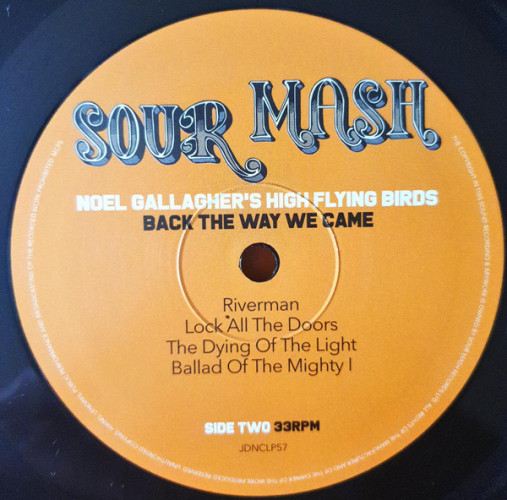 SOUR MASH
NOEL GALLAGHER'S HIGH FLYING BIRDS
BACK THE WAY WE CAME
Riverman
Lock All The Doors
The Dying Of The Light
Ballad Of The Mighty I
SIDE TWO 33RPM
JDNCLP57